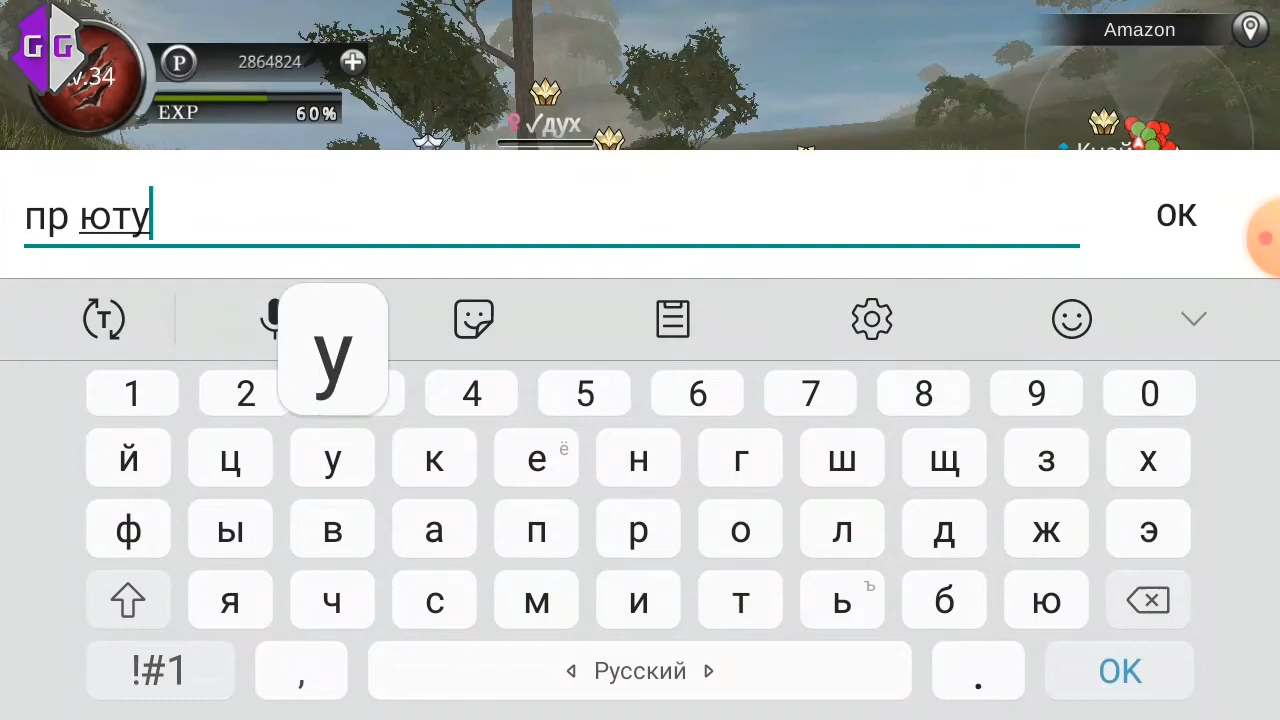 GG
Lv.34
P 2864824
EXP 60%
✓дух
Amazon
пр юту
ОК
у
1 2 4 5 6 7 8 9 0
й ц у к е ё н г ш щ з х
ф ы в а п р о л д ж э
я ч с м и т ь ъ б ю
!#1 , Русский . OK